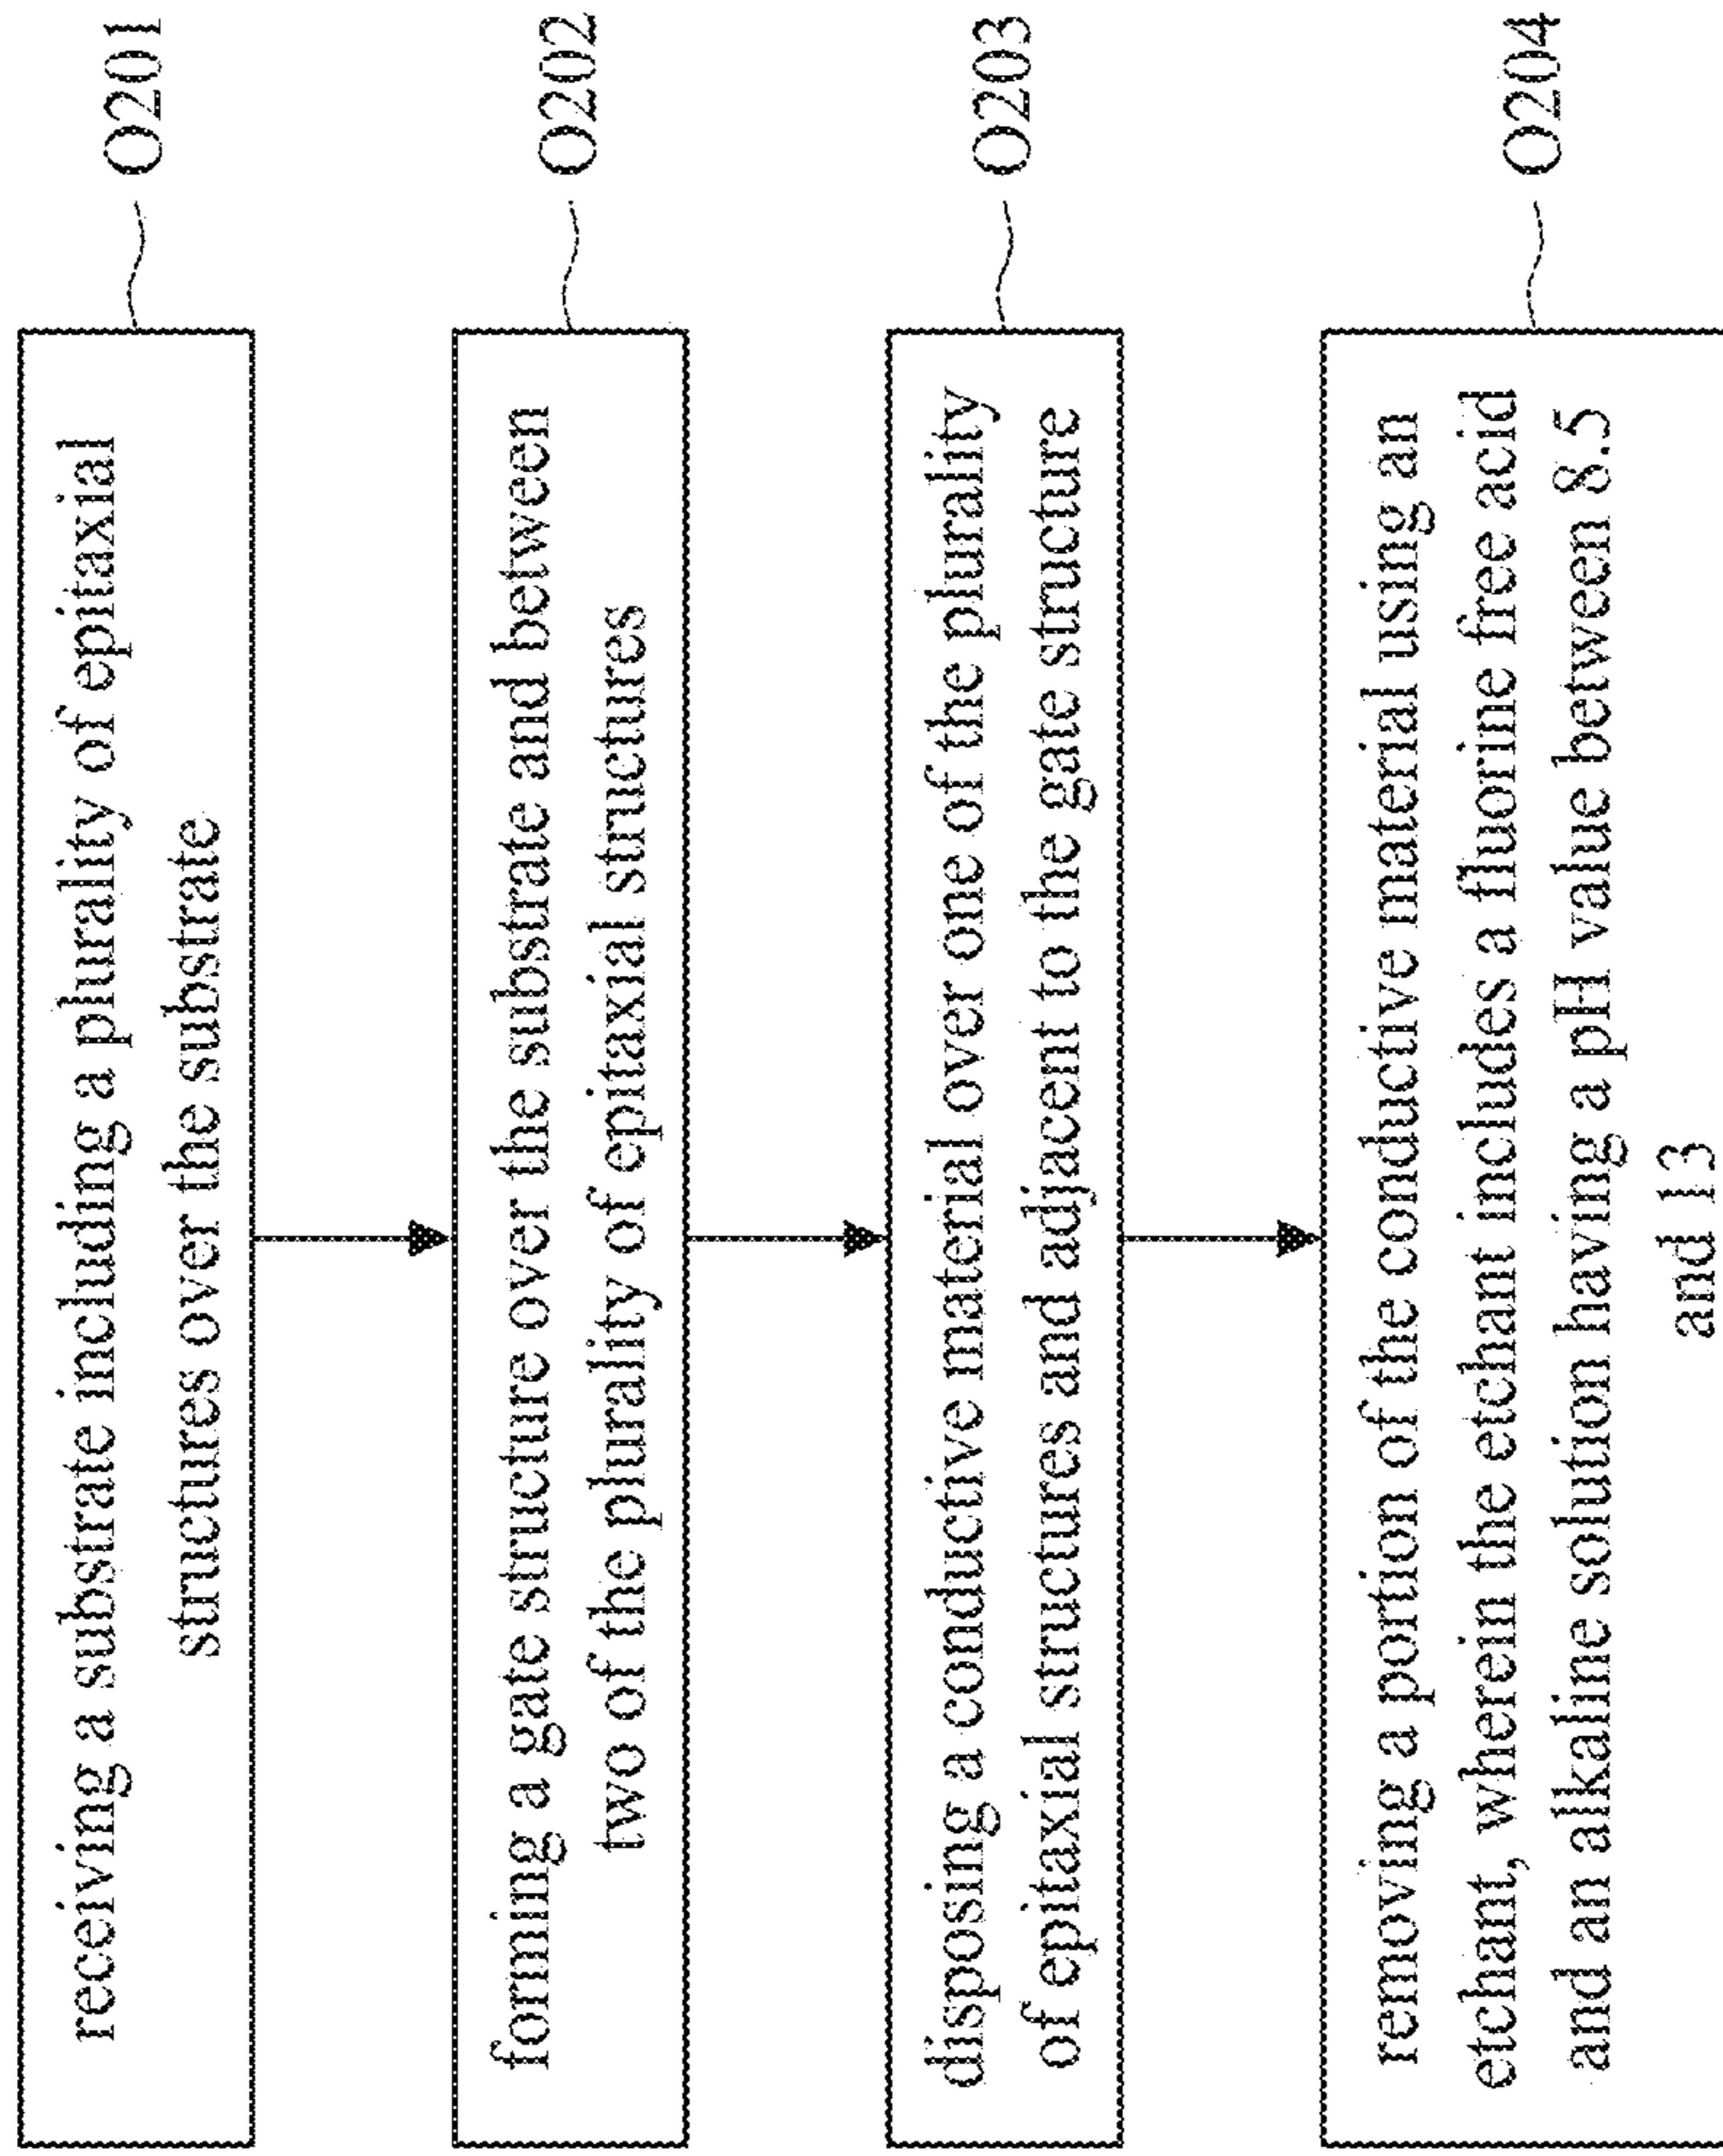 receiving a substrate including a plurality of epitaxial
structures over the substrate
O201
forming a gate structure over the substrate and between
two of the plurality of epitaxial structures
O202
disposing a conductive material over one of the plurality
of epitaxial structures and adjacent to the gate structure
O203
removing a portion of the conductive material using an
etchant, wherein the etchant includes a fluorine free acid
and an alkaline solution having a pH value between 8.5
and 13
O204